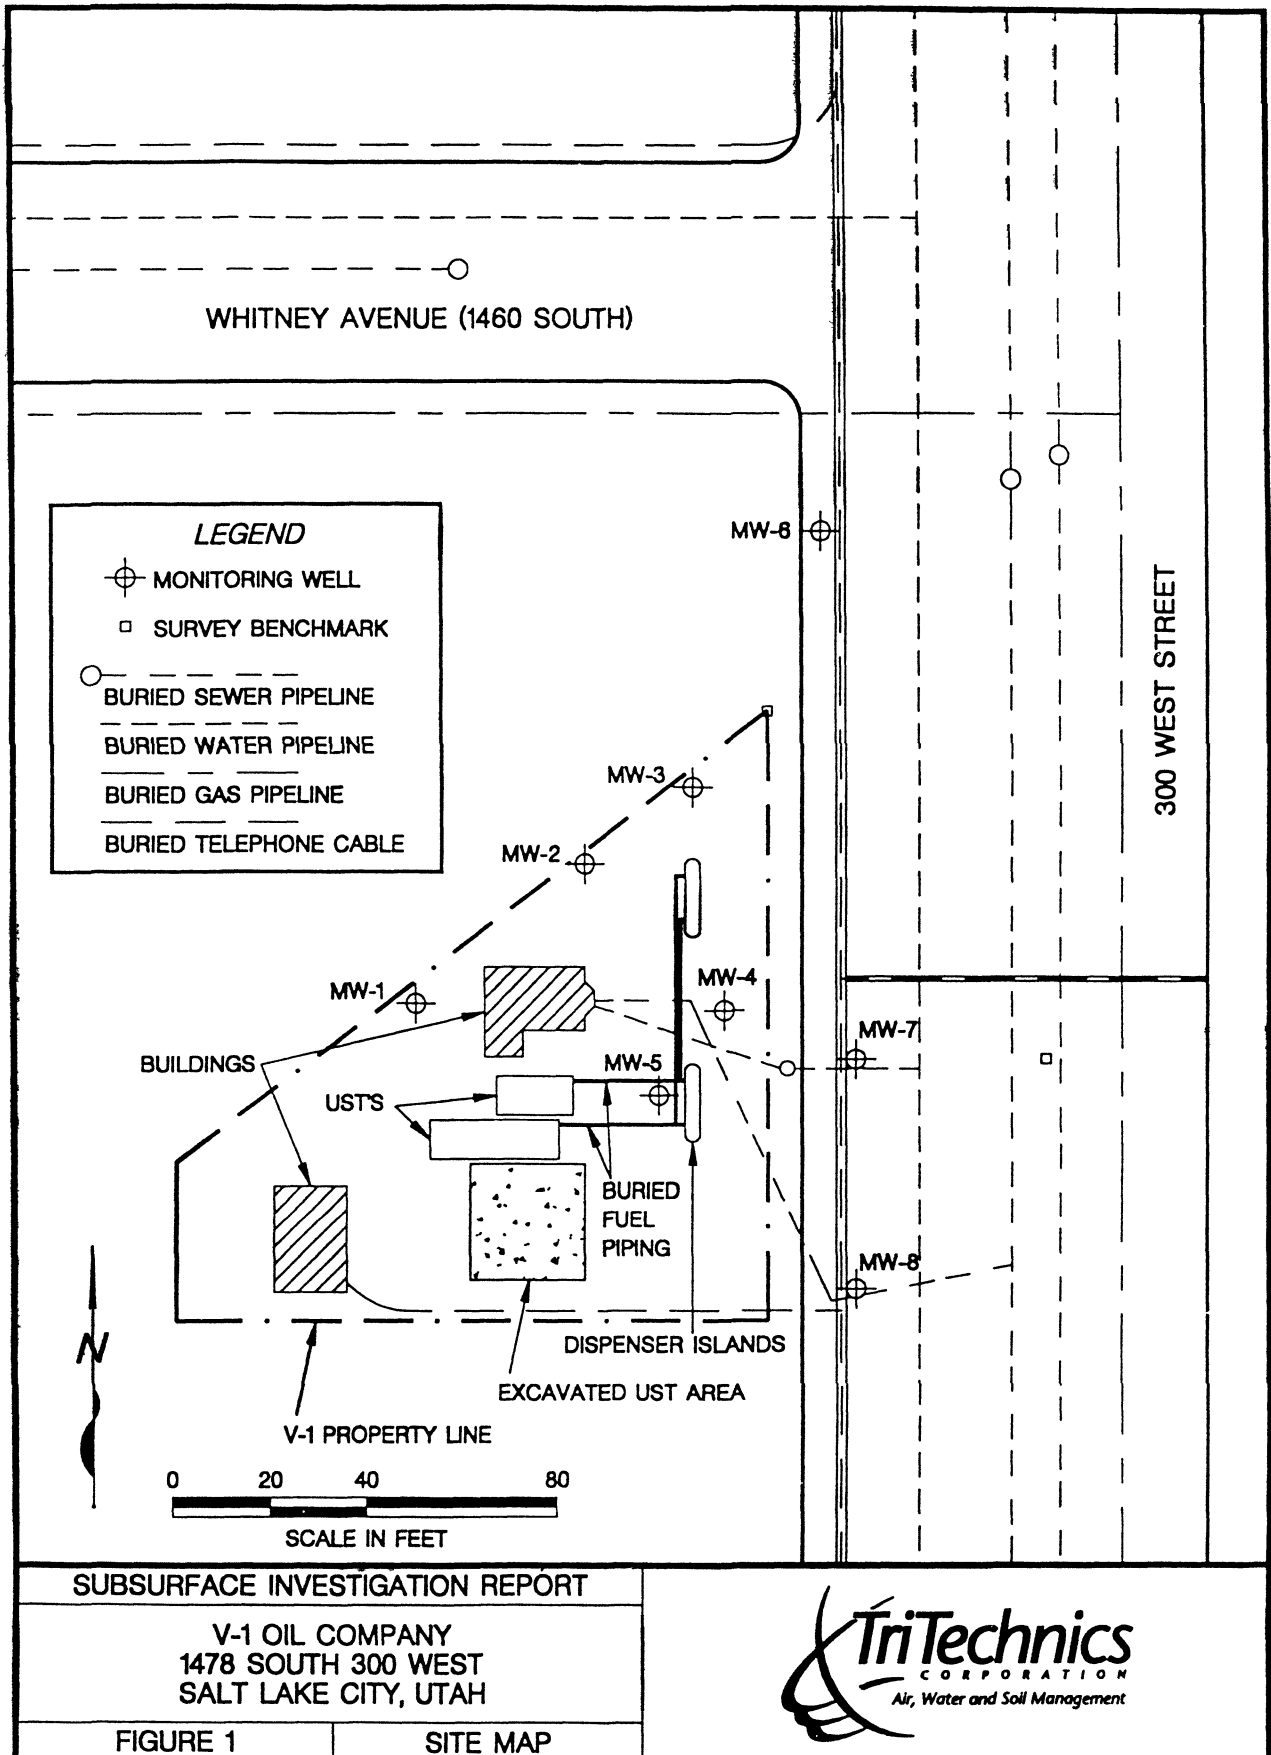 WHITNEY AVENUE (1460 SOUTH)
LEGEND
MONITORING WELL
SURVEY BENCHMARK
BURIED SEWER PIPELINE
BURIED WATER PIPELINE
BURIED GAS PIPELINE
BURIED TELEPHONE CABLE
MW-6
300 WEST STREET
MW-3
MW-2
MW-1
MW-4
MW-7
BUILDINGS
MW-5
UST'S
BURIED
FUEL
PIPING
MW-8
N
DISPENSER ISLANDS
EXCAVATED UST AREA
V-1 PROPERTY LINE
0 20 40 80
SCALE IN FEET
SUBSURFACE INVESTIGATION REPORT
V-1 OIL COMPANY
1478 SOUTH 300 WEST
SALT LAKE CITY, UTAH
FIGURE 1
SITE MAP
TriTechnics
CORPORATION
Air, Water and Soil Management